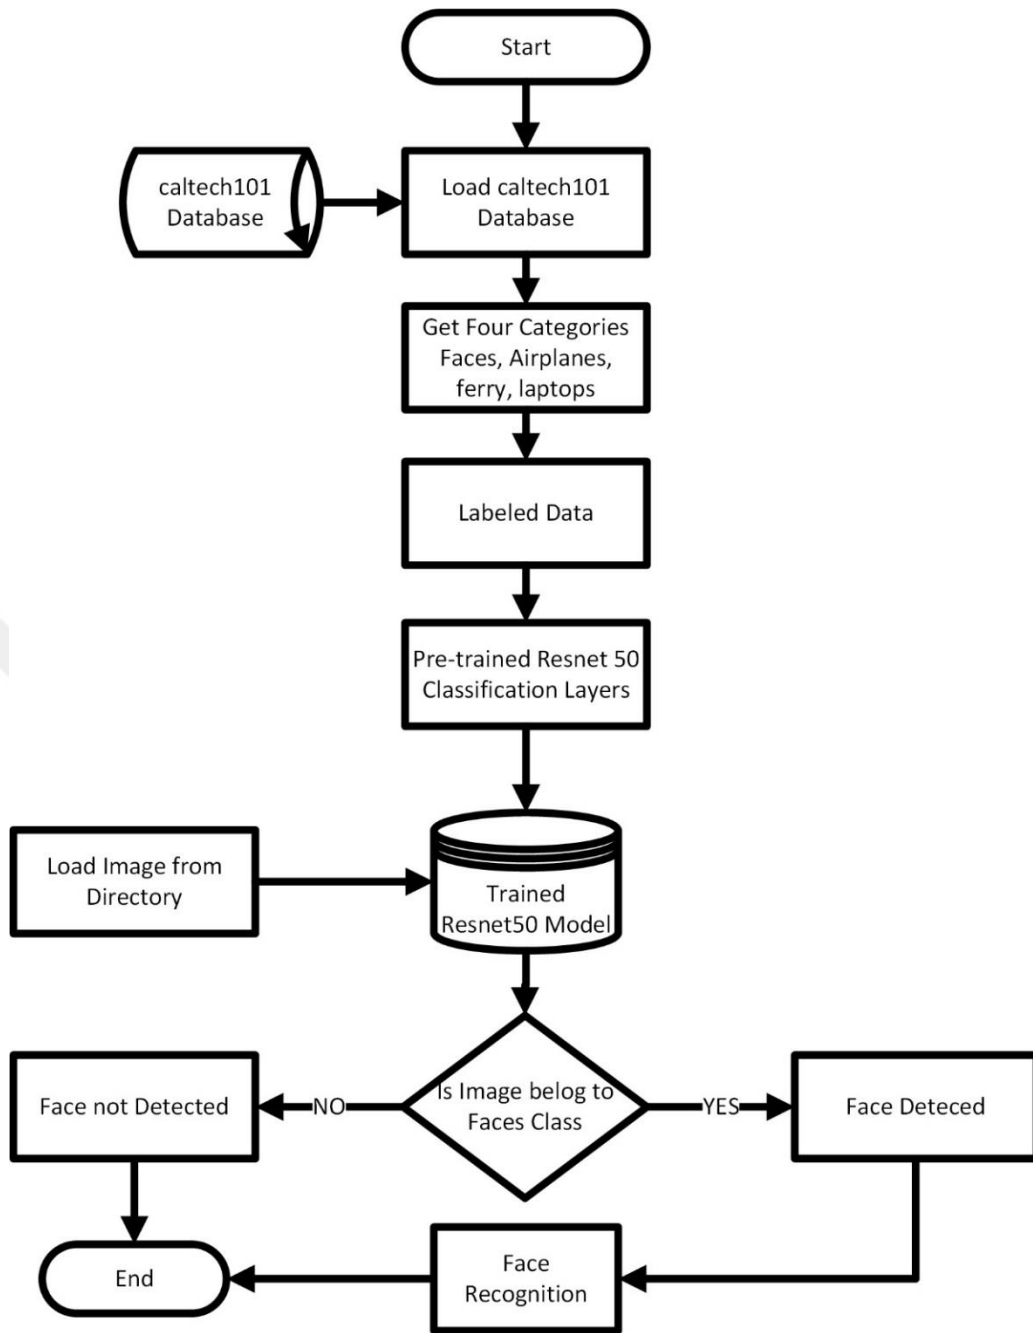 Start
caltech101
Database
Load caltech101
Database
Get Four Categories
Faces, Airplanes,
ferry, laptops
Labeled Data
Pre-trained Resnet 50
Classification Layers
Load Image from
Directory
Trained
Resnet50 Model
Is Image belog to
Faces Class
NO
YES
Face not Detected
Face Deteced
Face
Recognition
End